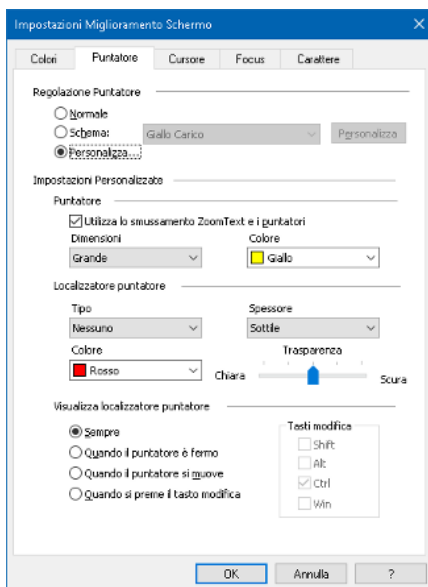 Impostazioni Miglioramento Schermo
Colori Puntatore Cursore Focus Carattere
Regolazione Puntatore
Normale
Schema: Giallo Carico Personalizza
Personalizza...
Impostazioni Personalizzate
Puntatore
Utilizza lo smussamento ZoomText e i puntatori
Dimensioni Colore
Grande Giallo
Localizzatore puntatore
Tipo Spessore
Nessuno Sottile
Colore Trasparenza
Rosso Chiara Scura
Visualizza localizzatore puntatore
Sempre Tasti modifica
Quando il puntatore è fermo Shift
Quando il puntatore si muove Alt
Quando si preme il tasto modifica Ctrl
Win
OK Annulla ?